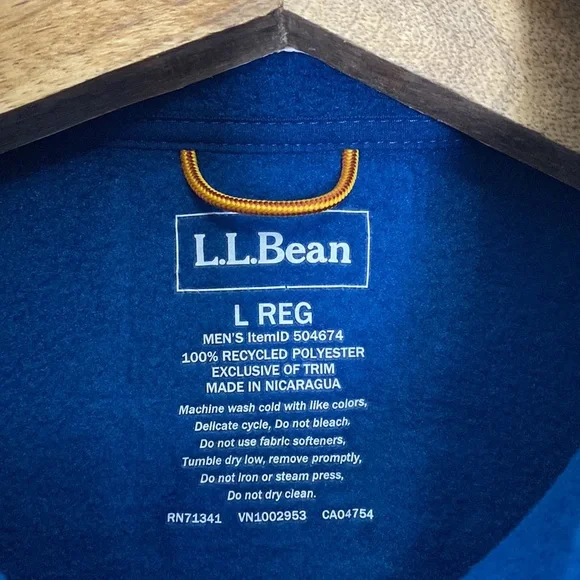 L.L.Bean
L REG
MEN'S ItemID 504674
100% RECYCLED POLYESTER
EXCLUSIVE OF TRIM
MADE IN NICARAGUA
Machine wash cold with like colors,
Delicate cycle, Do not bleach,
Do not use fabric softeners,
Tumble dry low, remove promptly,
Do not iron or steam press,
Do not dry clean.
RN71341 VN1002953 CA04754